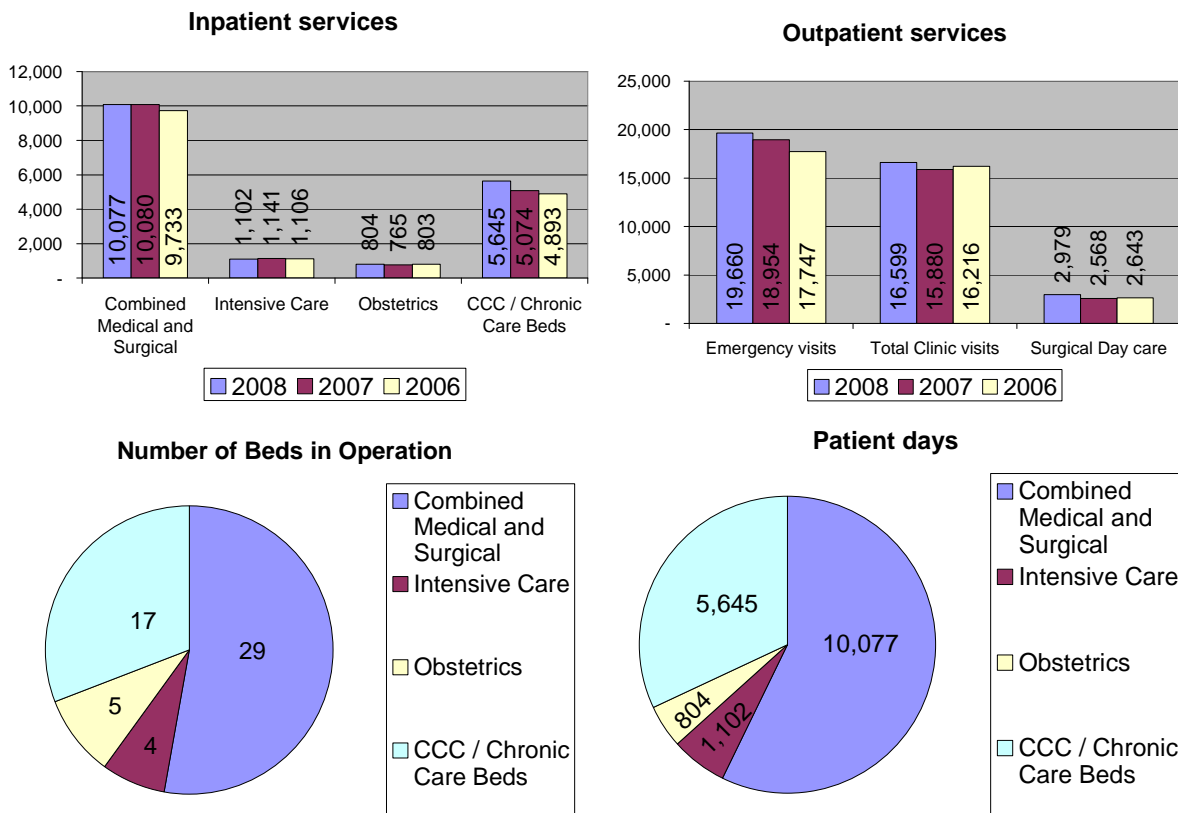 Inpatient services
12,000
10,000
8,000
6,000
4,000
2,000
-
10,077
10,080
9,733
1,102
1,141
1,106
804
765
803
5,645
5,074
4,893
Combined
Medical and
Surgical
Intensive Care
Obstetrics
CCC / Chronic
Care Beds
2008 2007 2006
Outpatient services
25,000
20,000
15,000
10,000
5,000
-
19,660
18,954
17,747
16,599
15,880
16,216
2,979
2,568
2,643
Emergency visits
Total Clinic visits
Surgical Day care
2008 2007 2006
Number of Beds in Operation
29
4
5
17
Combined
Medical and
Surgical
Intensive Care
Obstetrics
CCC / Chronic
Care Beds
Patient days
10,077
1,102
804
5,645
Combined
Medical and
Surgical
Intensive Care
Obstetrics
CCC / Chronic
Care Beds